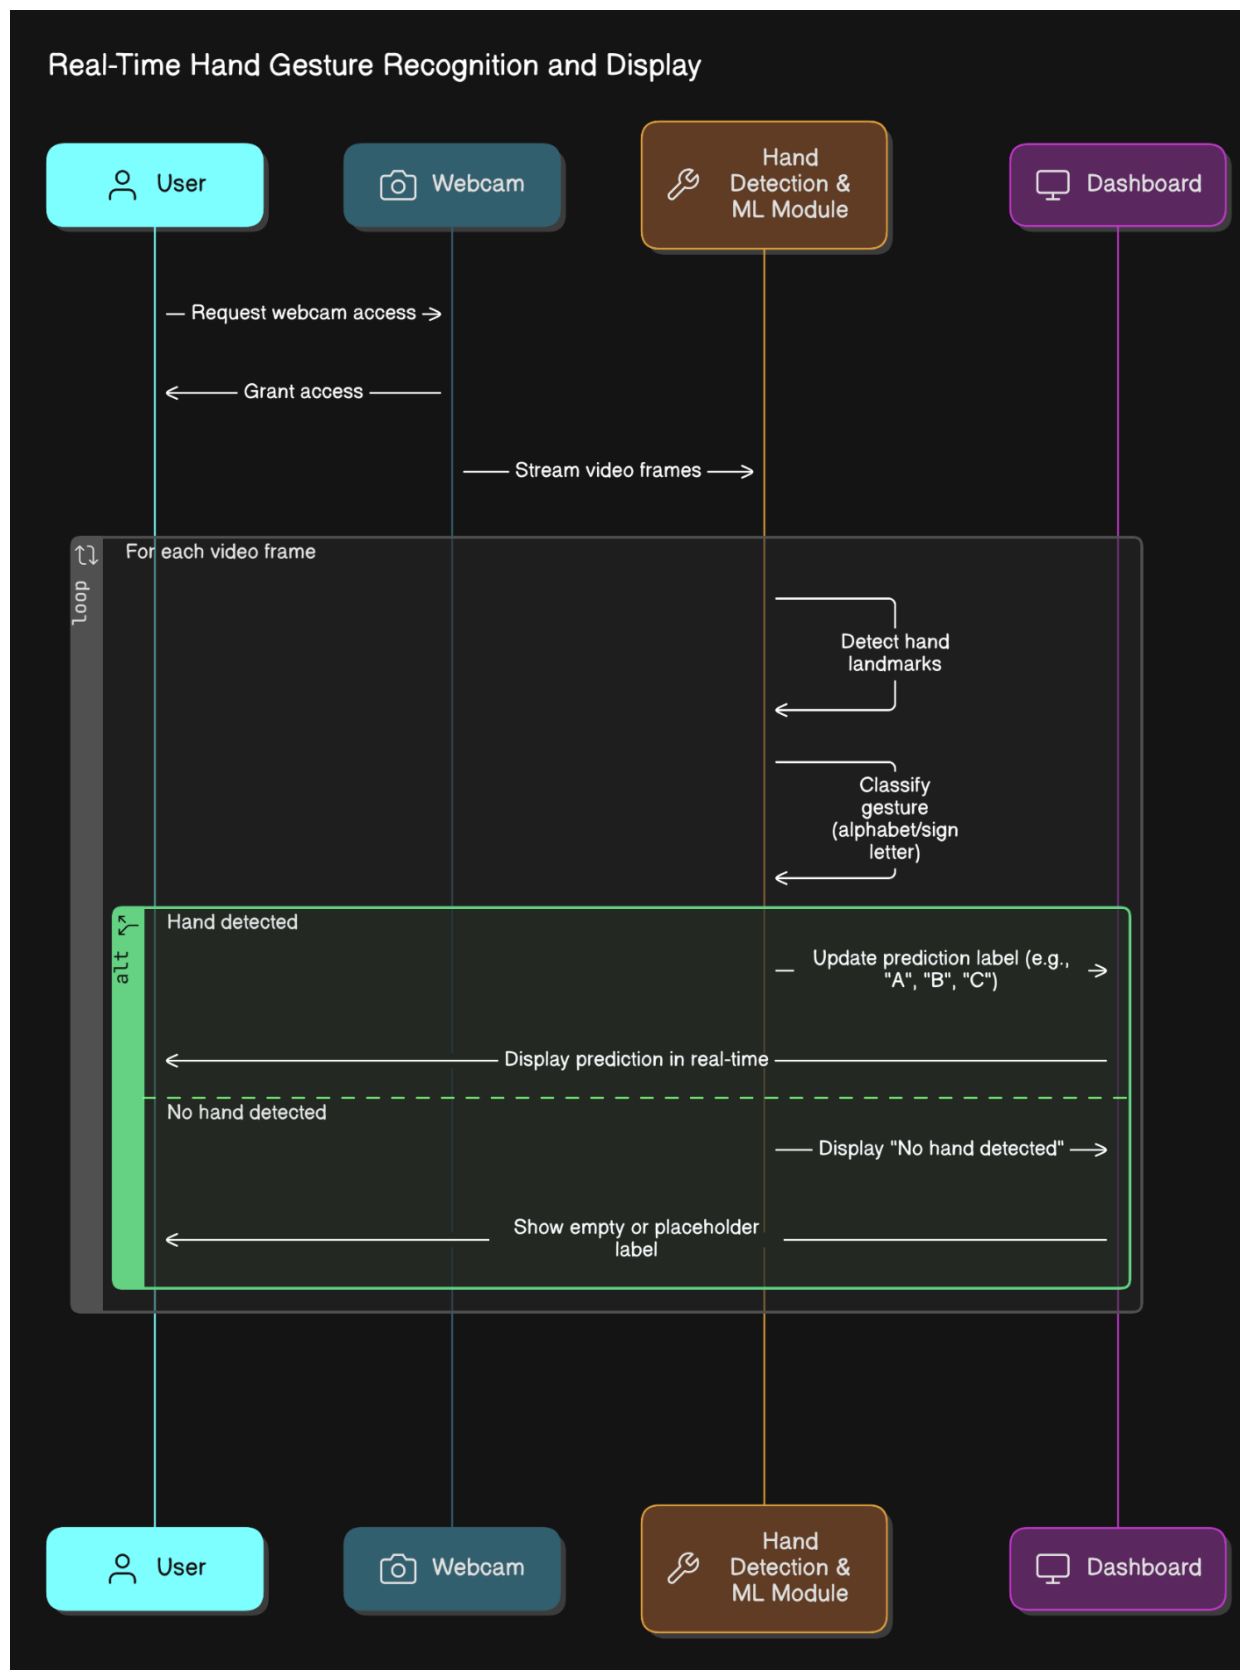 Real-Time Hand Gesture Recognition and Display
User
Webcam
Hand
Detection &
ML Module
Dashboard
Request webcam access
Grant access
Stream video frames
loop
For each video frame
Detect hand
landmarks
Classify
gesture
(alphabet/sign
letter)
alt
Hand detected
Update prediction label (e.g.,
"A", "B", "C")
Display prediction in real-time
No hand detected
Display "No hand detected"
Show empty or placeholder
label
User
Webcam
Hand
Detection &
ML Module
Dashboard